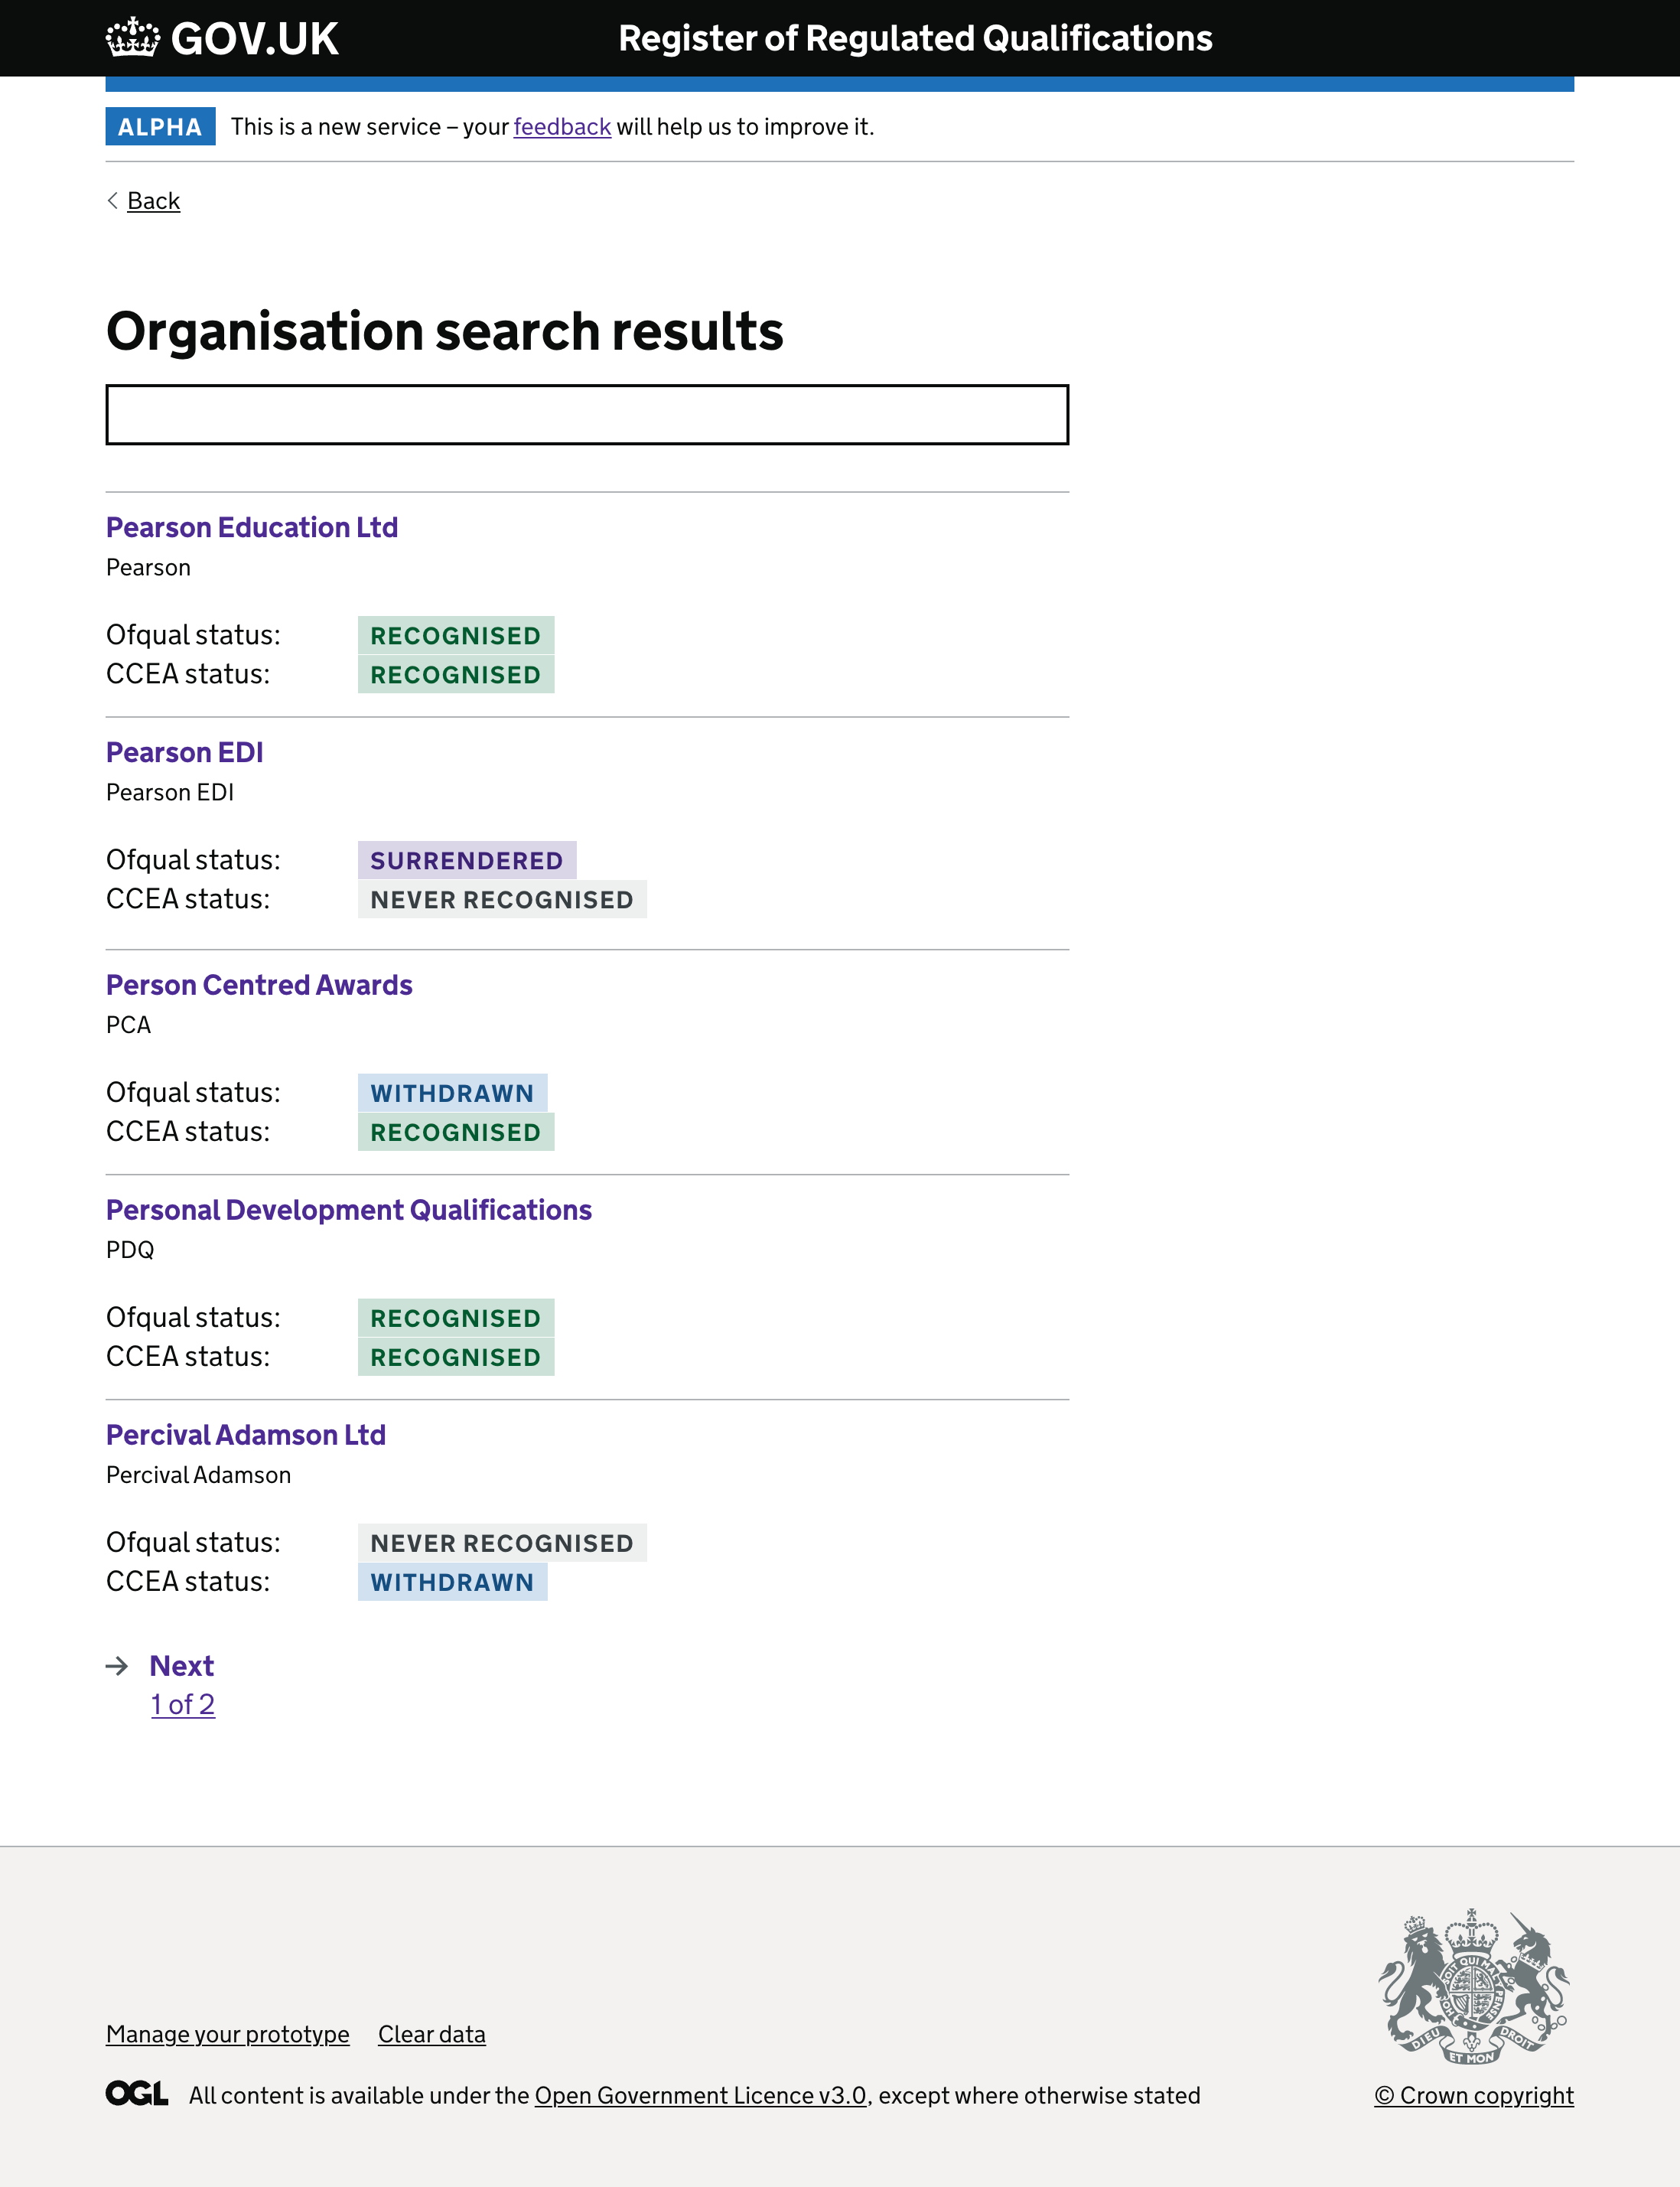 GOV.UK
Register of Regulated Qualifications
ALPHA This is a new service – your feedback will help us to improve it.
Back
Organisation search results
Pearson Education Ltd
Pearson
Ofqual status: RECOGNISED
CCEA status: RECOGNISED
Pearson EDI
Pearson EDI
Ofqual status: SURRENDERED
CCEA status: NEVER RECOGNISED
Person Centred Awards
PCA
Ofqual status: WITHDRAWN
CCEA status: RECOGNISED
Personal Development Qualifications
PDQ
Ofqual status: RECOGNISED
CCEA status: RECOGNISED
Percival Adamson Ltd
Percival Adamson
Ofqual status: NEVER RECOGNISED
CCEA status: WITHDRAWN
Next
1 of 2
DIEU ET MON DROIT
Manage your prototype Clear data
OGL All content is available under the Open Government Licence v3.0, except where otherwise stated
© Crown copyright